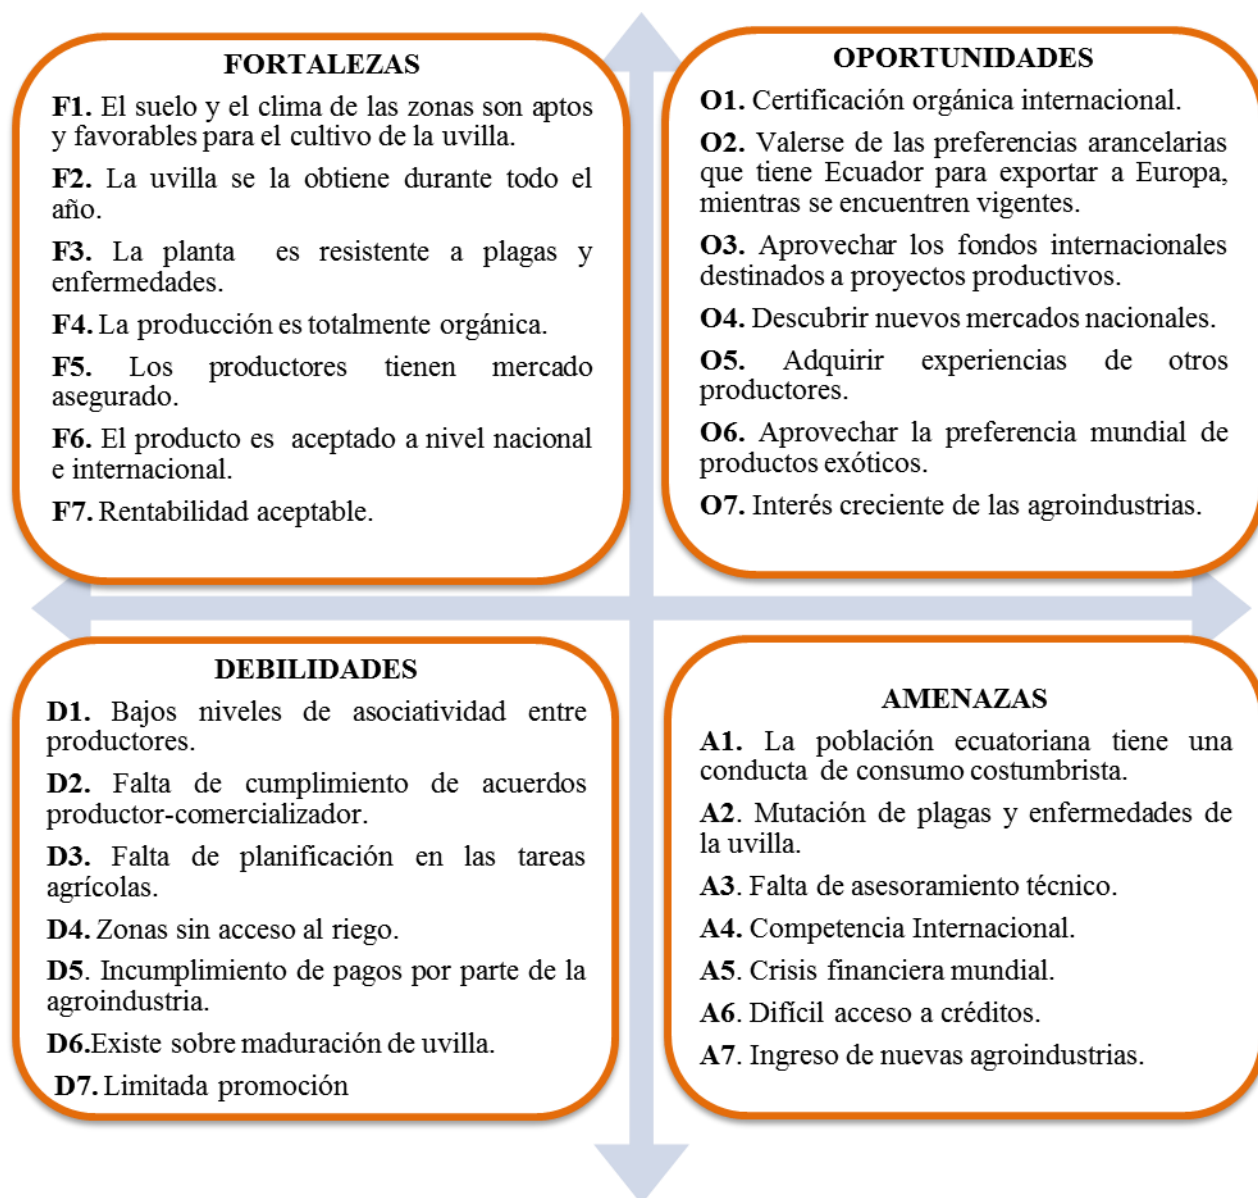 FORTALEZAS
F1. El suelo y el clima de las zonas son aptos
y favorables para el cultivo de la uvilla.
F2. La uvilla se la obtiene durante todo el
año.
F3. La planta es resistente a plagas y
enfermedades.
F4. La producción es totalmente orgánica.
F5. Los productores tienen mercado
asegurado.
F6. El producto es aceptado a nivel nacional
e internacional.
F7. Rentabilidad aceptable.
OPORTUNIDADES
O1. Certificación orgánica internacional.
O2. Valerse de las preferencias arancelarias
que tiene Ecuador para exportar a Europa,
mientras se encuentren vigentes.
O3. Aprovechar los fondos internacionales
destinados a proyectos productivos.
O4. Descubrir nuevos mercados nacionales.
O5. Adquirir experiencias de otros
productores.
O6. Aprovechar la preferencia mundial de
productos exóticos.
O7. Interés creciente de las agroindustrias.
DEBILIDADES
D1. Bajos niveles de asociatividad entre
productores.
D2. Falta de cumplimiento de acuerdos
productor-comercializador.
D3. Falta de planificación en las tareas
agrícolas.
D4. Zonas sin acceso al riego.
D5. Incumplimiento de pagos por parte de la
agroindustria.
D6.Existe sobre maduración de uvilla.
D7. Limitada promoción
AMENAZAS
A1. La población ecuatoriana tiene una
conducta de consumo costumbrista.
A2. Mutación de plagas y enfermedades de
la uvilla.
A3. Falta de asesoramiento técnico.
A4. Competencia Internacional.
A5. Crisis financiera mundial.
A6. Difícil acceso a créditos.
A7. Ingreso de nuevas agroindustrias.